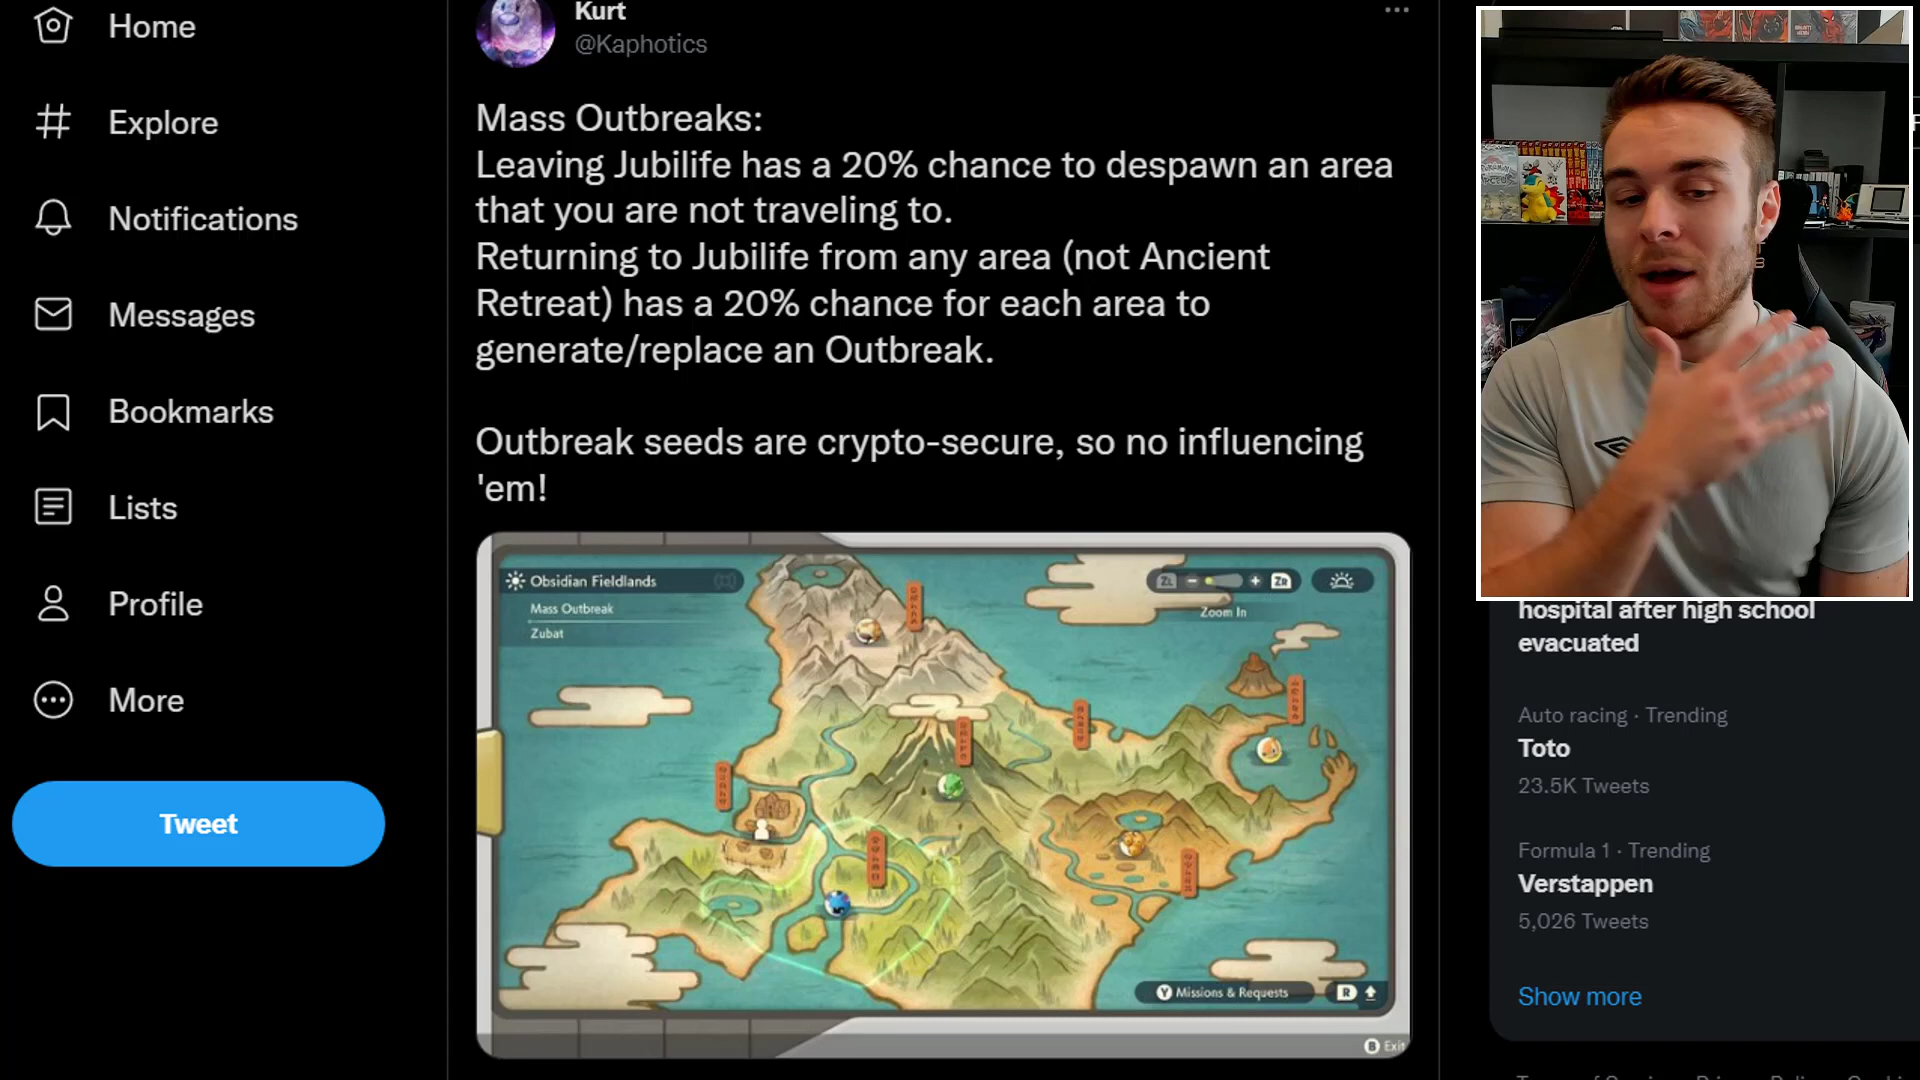 Home
Explore
Notifications
Messages
Bookmarks
Lists
Profile
More
Tweet
Kurt
@Kaphotics
Mass Outbreaks:
Leaving Jubilife has a 20% chance to despawn an area
that you are not traveling to.
Returning to Jubilife from any area (not Ancient
Retreat) has a 20% chance for each area to
generate/replace an Outbreak.
Outbreak seeds are crypto-secure, so no influencing
'em!
Obsidian Fieldlands
Mass Outbreak
Zubat
ZL
ZR
Zoom In
Y Missions & Requests
R
B Exit
hospital after high school
evacuated
Auto racing · Trending
Toto
23.5K Tweets
Formula 1 · Trending
Verstappen
5,026 Tweets
Show more